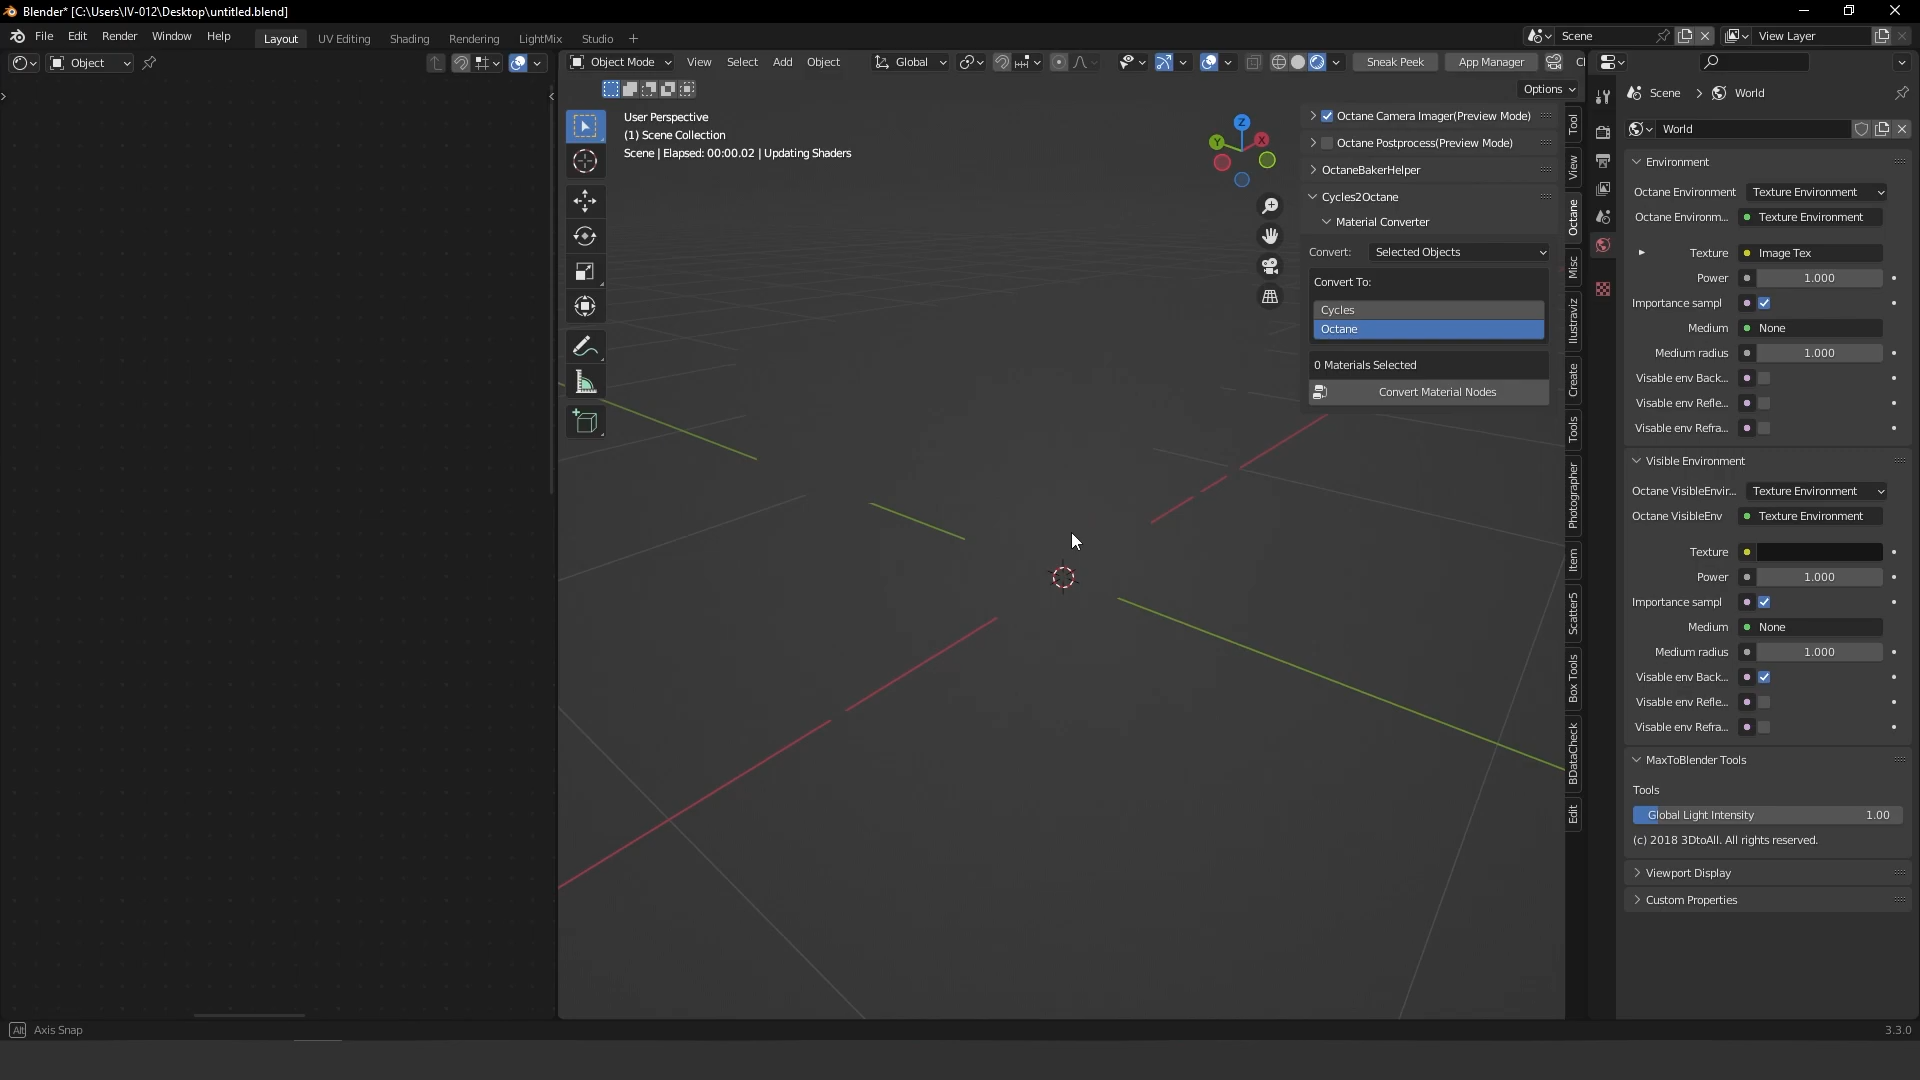 Blender* [C:\Users\IV-012\Desktop\untitled.blend]
File Edit Render Window Help Layout UV Editing Shading Rendering LightMix Studio + Scene View Layer
Object
Object Mode View Select Add Object Global Sneak Peek App Manager
Options
User Perspective
(1) Scene Collection
Scene | Elapsed: 00:00.02 | Updating Shaders
Z
Y
X
Octane Camera Imager(Preview Mode)
Octane Postprocess(Preview Mode)
OctaneBakerHelper
Cycles2Octane
Material Converter
Convert: Selected Objects
Convert To:
Cycles
Octane
0 Materials Selected
Convert Material Nodes
Tool
View
Octane
Misc
Illustraviz
Create
Tools
Photographer
Item
Scatter5
Box Tools
BDataCheck
Edit
Scene > World
World
Environment
Octane Environment Texture Environment
Octane Environm... Texture Environment
Texture Image Tex
Power 1.000
Importance sampl
Medium None
Medium radius 1.000
Visable env Back...
Visable env Refle...
Visable env Refra...
Visible Environment
Octane VisibleEnvir... Texture Environment
Octane VisibleEnv Texture Environment
Texture
Power 1.000
Importance sampl
Medium None
Medium radius 1.000
Visable env Back...
Visable env Refle...
Visable env Refra...
MaxToBlender Tools
Tools
Global Light Intensity 1.00
(c) 2018 3DtoAll. All rights reserved.
Viewport Display
Custom Properties
Alt Axis Snap
3.3.0